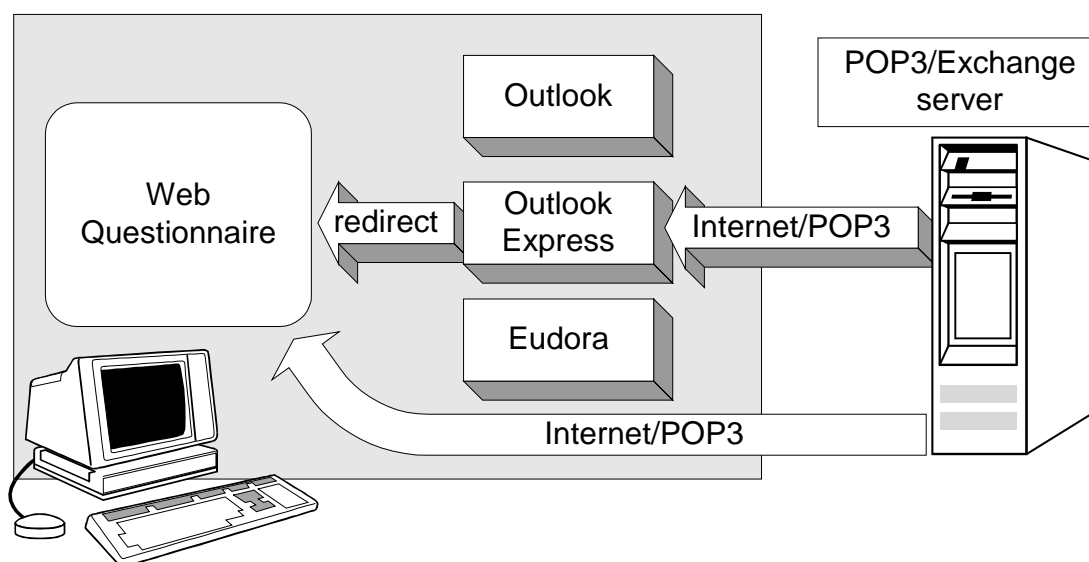 POP3/Exchange
server
Outlook
Web
Questionnaire
redirect
Outlook
Express
Internet/POP3
Eudora
Internet/POP3